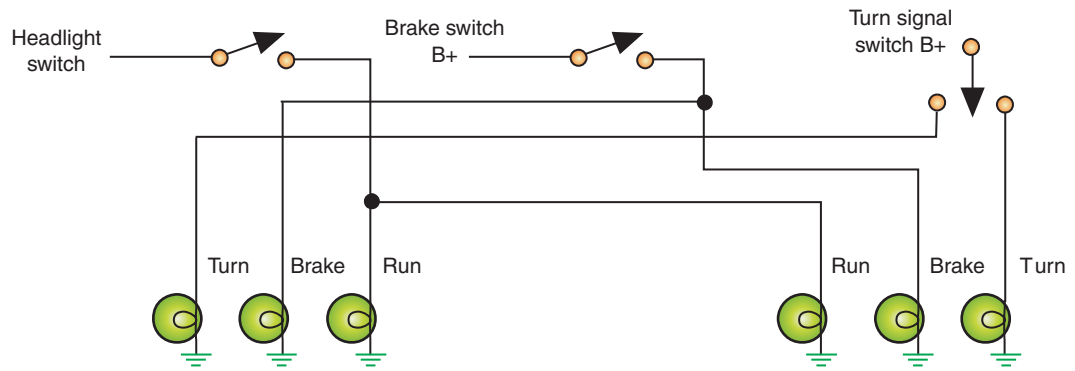 Headlight
switch
Brake switch
B+
Turn signal
switch B+
Turn
Brake
Run
Run
Brake
Turn